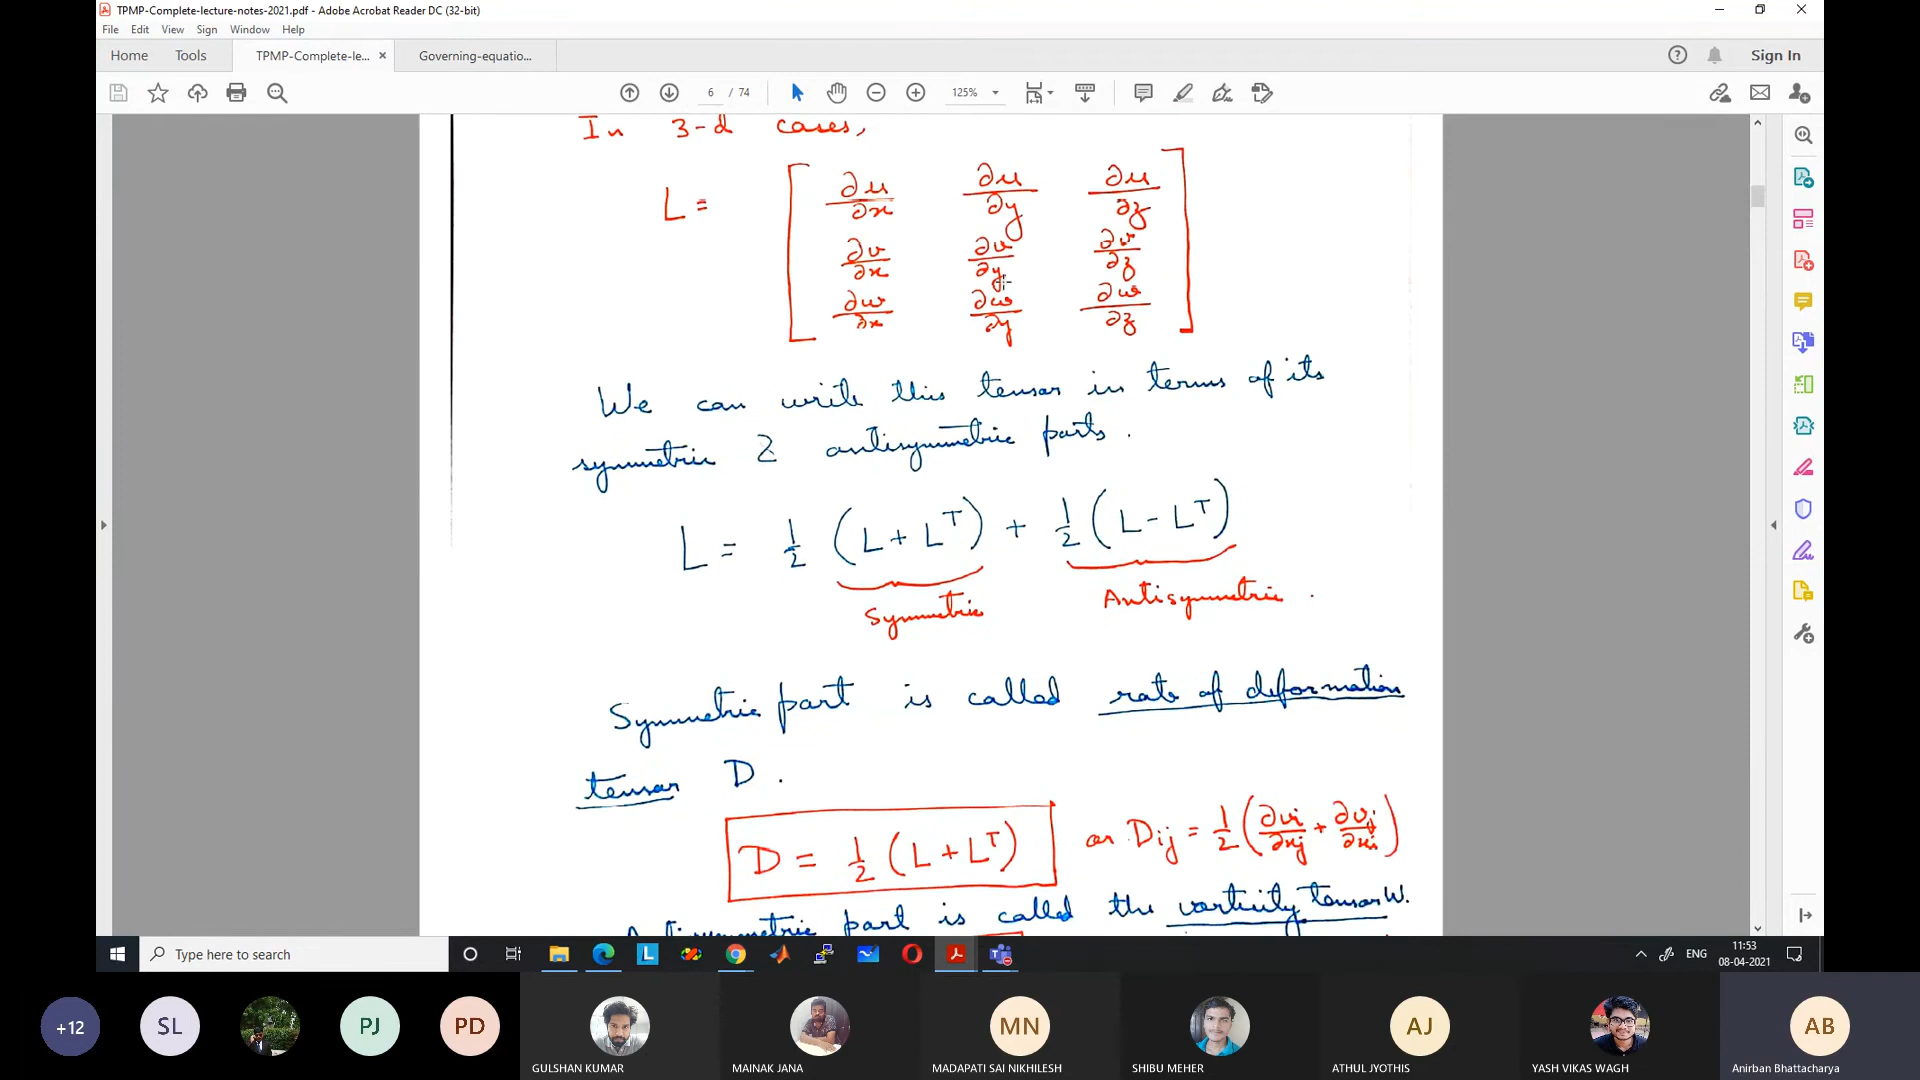 TPMP-Complete-lecture-notes-2021.pdf - Adobe Acrobat Reader DC (32-bit)
File Edit View Sign Window Help
Home Tools TPMP-Complete-le... × Governing-equatio... Sign In
6 / 74 125%
In 3-d cases,
L = [ ∂u/∂x ∂u/∂y ∂u/∂z
∂v/∂x ∂v/∂y ∂v/∂z
∂w/∂x ∂w/∂y ∂w/∂z ]
We can write this tensor in terms of its
symmetric & antisymmetric parts.
L = 1/2 (L + L^T) + 1/2 (L - L^T)
Symmetric Antisymmetric.
Symmetric part is called rate of deformation
tensor D.
D = 1/2 (L + L^T) or Dij = 1/2 (∂vi/∂xj + ∂vj/∂xi)
Antisymmetric part is called the vorticity tensor W.
Type here to search
ENG 11:53
08-04-2021
+12 SL PJ PD MN AJ AB
GULSHAN KUMAR MAINAK JANA MADAPATI SAI NIKHILESH SHIBU MEHER ATHUL JYOTHIS YASH VIKAS WAGH Anirban Bhattacharya